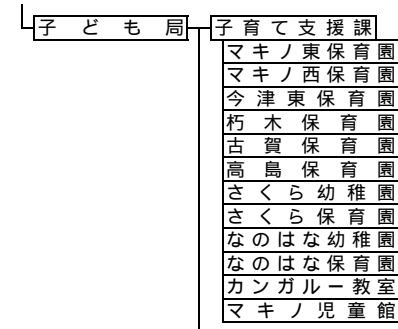 子ども局
子育て支援課
マキノ東保育園
マキノ西保育園
今津東保育園
朽木保育園
古賀保育園
高島保育園
さくら幼稚園
さくら保育園
なのはな幼稚園
なのはな保育園
カンガルー教室
マキノ児童館